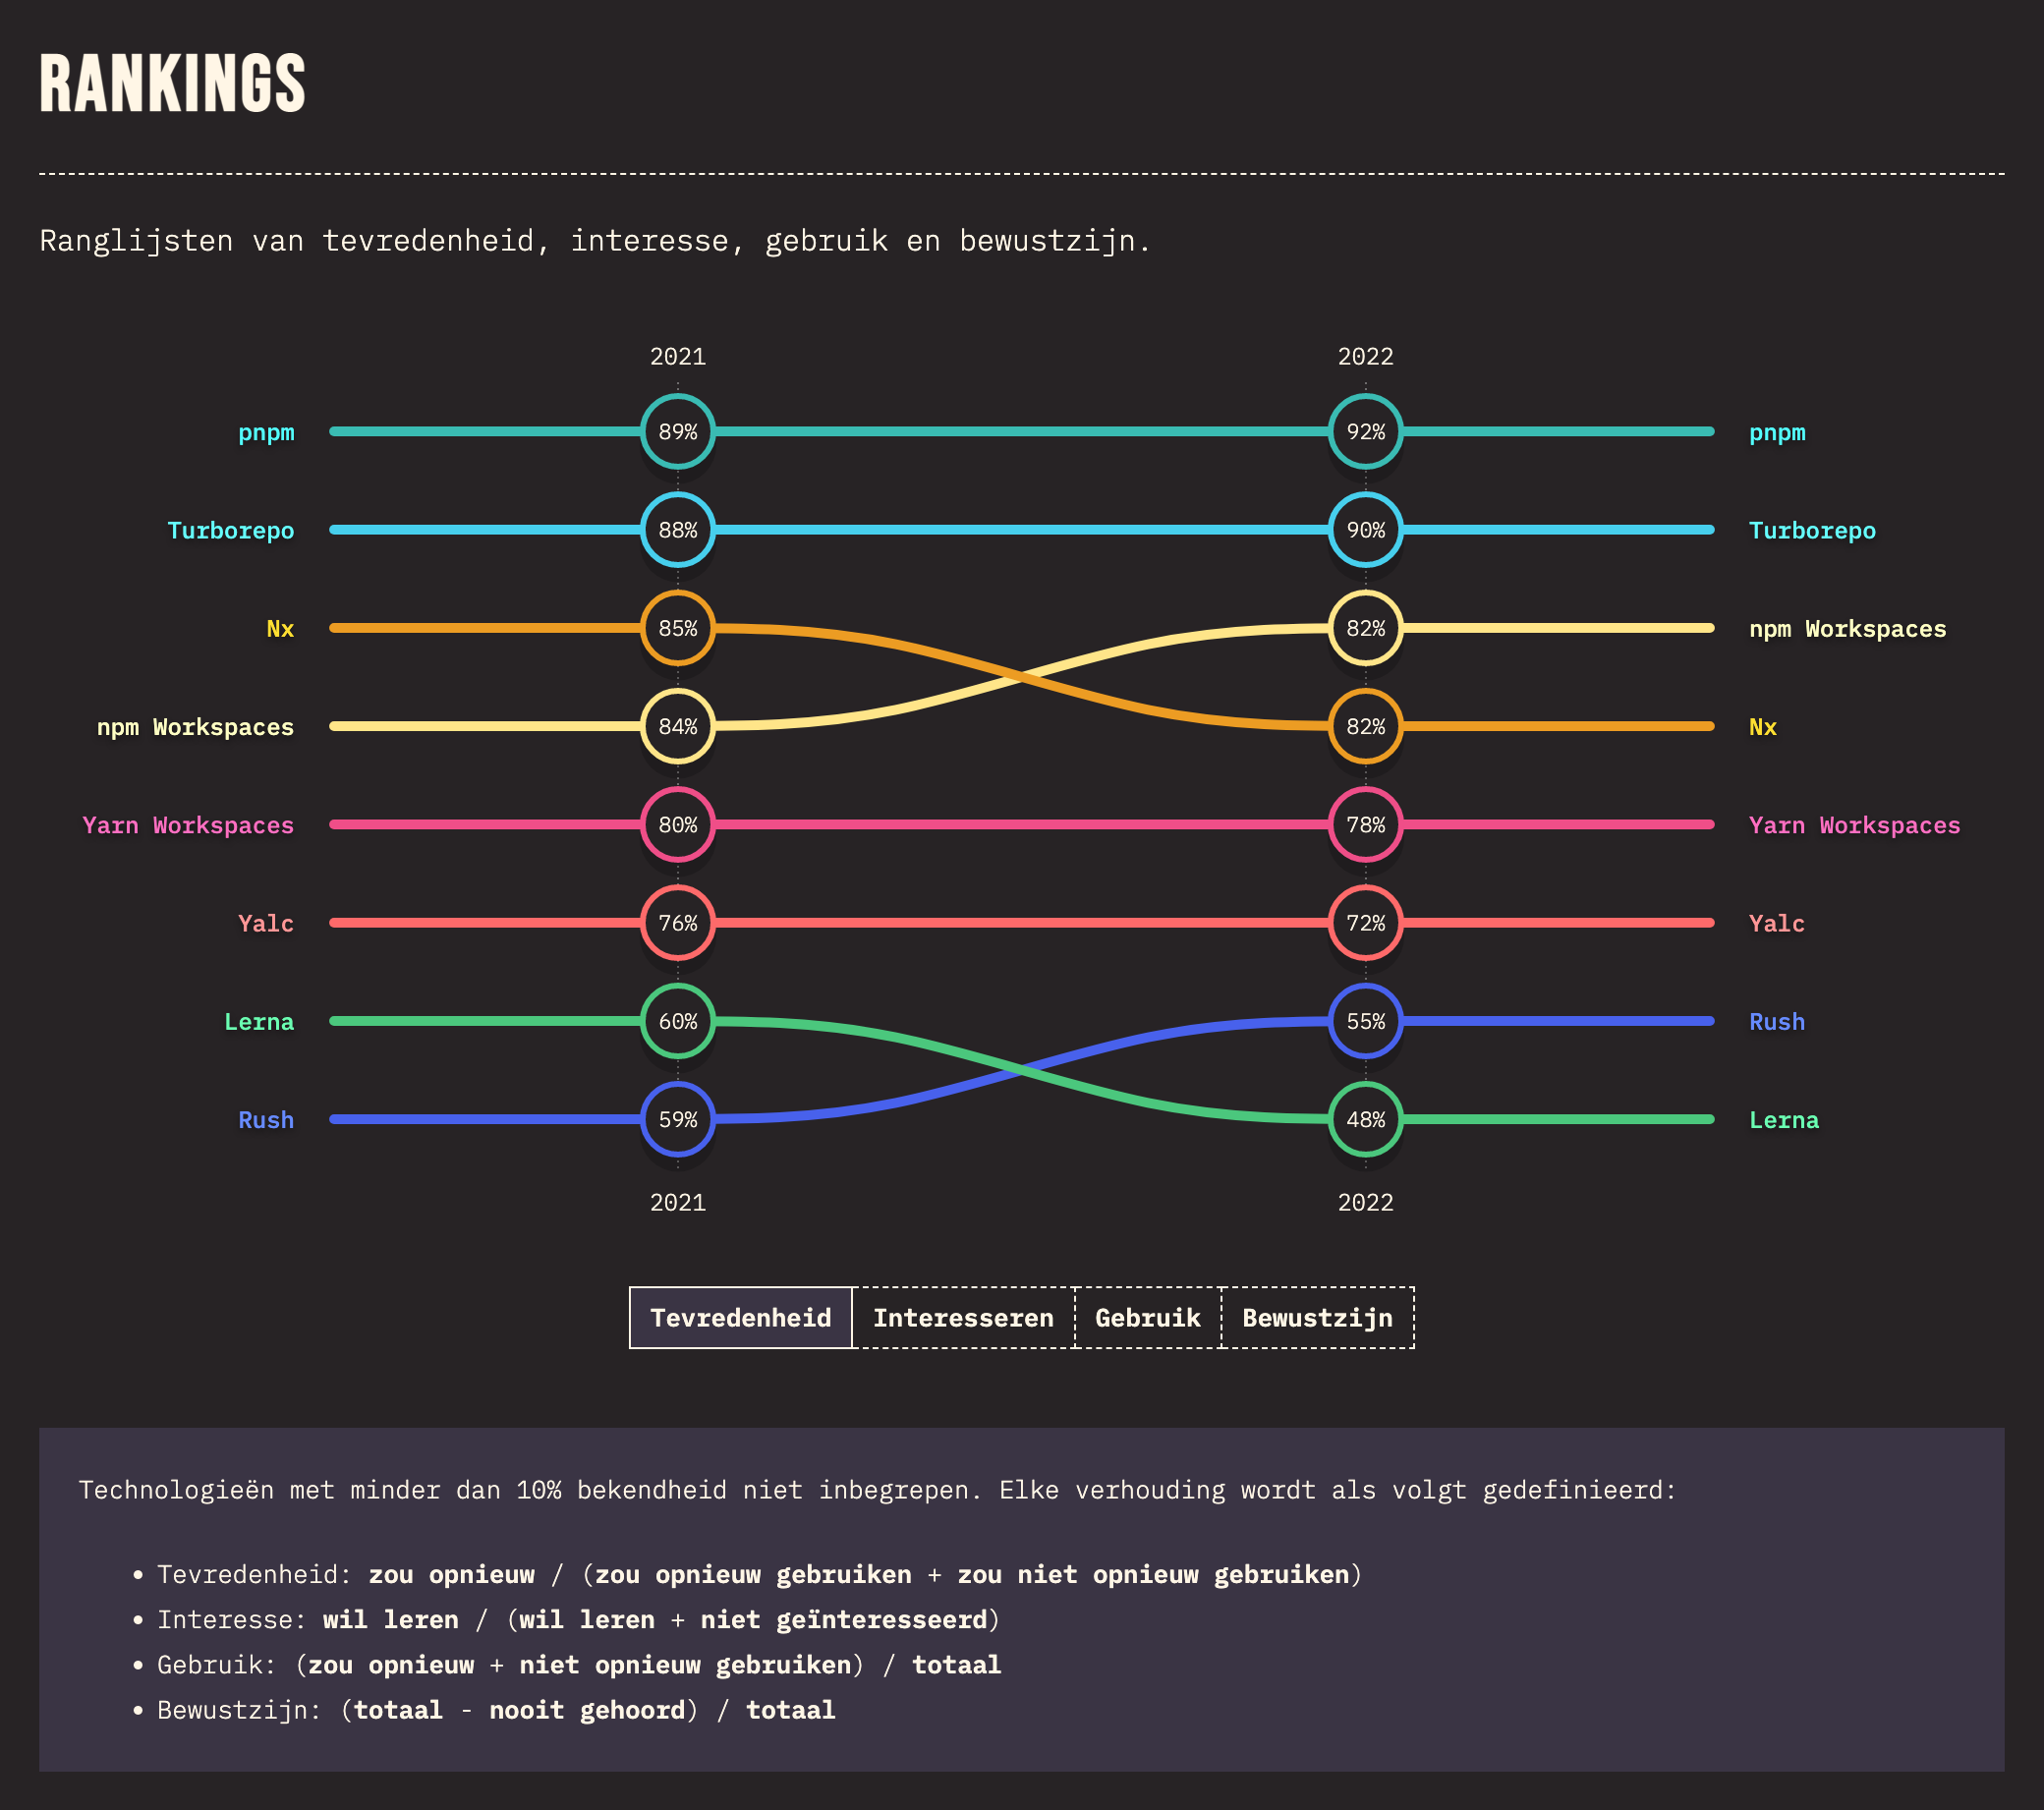 RANKINGS
Ranglijsten van tevredenheid, interesse, gebruik en bewustzijn.
2021 2022
pnpm 89% 92% pnpm
Turborepo 88% 90% Turborepo
Nx 85% 82% npm Workspaces
npm Workspaces 84% 82% Nx
Yarn Workspaces 80% 78% Yarn Workspaces
Yalc 76% 72% Yalc
Lerna 60% 55% Rush
Rush 59% 48% Lerna
2021 2022
Tevredenheid Interesseren Gebruik Bewustzijn
Technologieën met minder dan 10% bekendheid niet inbegrepen. Elke verhouding wordt als volgt gedefinieerd:
• Tevredenheid: zou opnieuw / (zou opnieuw gebruiken + zou niet opnieuw gebruiken)
• Interesse: wil leren / (wil leren + niet geïnteresseerd)
• Gebruik: (zou opnieuw + niet opnieuw gebruiken) / totaal
• Bewustzijn: (totaal - nooit gehoord) / totaal